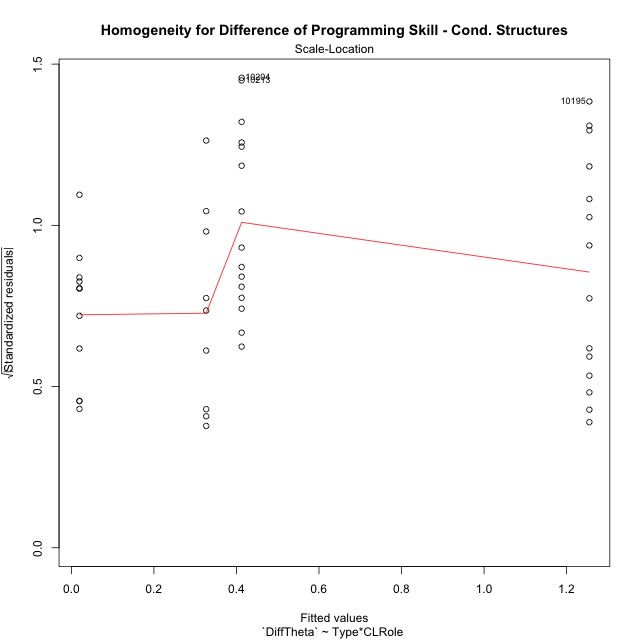 Homogeneity for Difference of Programming Skill - Cond. Structures
Scale-Location
1.5
1.0
0.5
0.0
√|Standardized residuals|
10204
10213
10195
0.0 0.2 0.4 0.6 0.8 1.0 1.2
Fitted values
`DiffTheta` ~ Type*CLRole